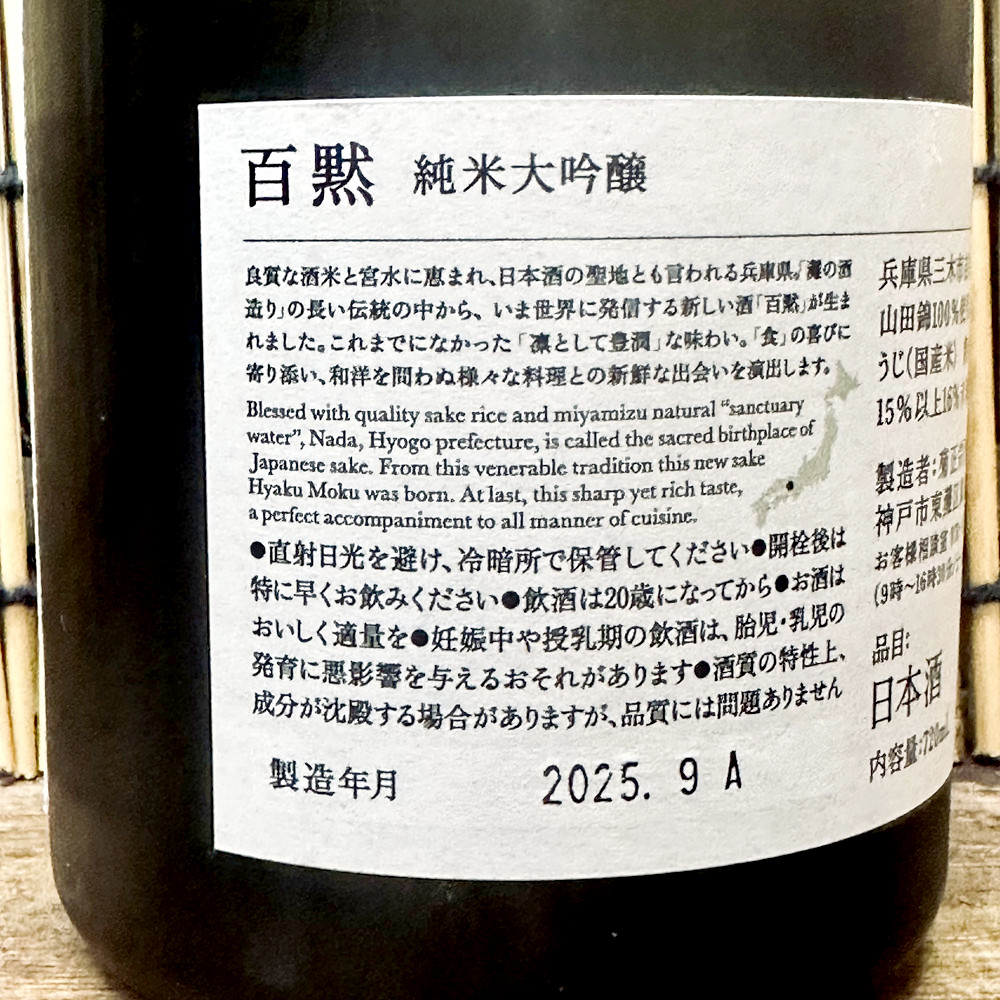 百黙 純米大吟醸
良質な酒米と宮水に恵まれ、日本酒の聖地とも言われる兵庫県。「灘の酒
造り」の長い伝統の中から、いま世界に発信する新しい酒「百黙」が生ま
れました。これまでになかった「凛として豊潤」な味わい。「食」の喜びに
寄り添い、和洋を問わぬ様々な料理との新鮮な出会いを演出します。
Blessed with quality sake rice and miyamizu natural “sanctuary
water”, Nada, Hyogo prefecture, is called the sacred birthplace of
Japanese sake. From this venerable tradition this new sake
Hyaku Moku was born. At last, this sharp yet rich taste,
a perfect accompaniment to all manner of cuisine.
●直射日光を避け、冷暗所で保管してください●開栓後は
特に早くお飲みください●飲酒は20歳になってから●お酒は
おいしく適量を●妊娠中や授乳期の飲酒は、胎児・乳児の
発育に悪影響を与えるおそれがあります●酒質の特性上、
成分が沈殿する場合がありますが、品質には問題ありません
製造年月 2025. 9 A
兵庫県三木市
山田錦100%使
うじ(国産米)
15%以上16%
製造者:菊正
神戸市東灘区
お客様相談室
(9時~16時30分
品目:
日本酒
内容量:720mL